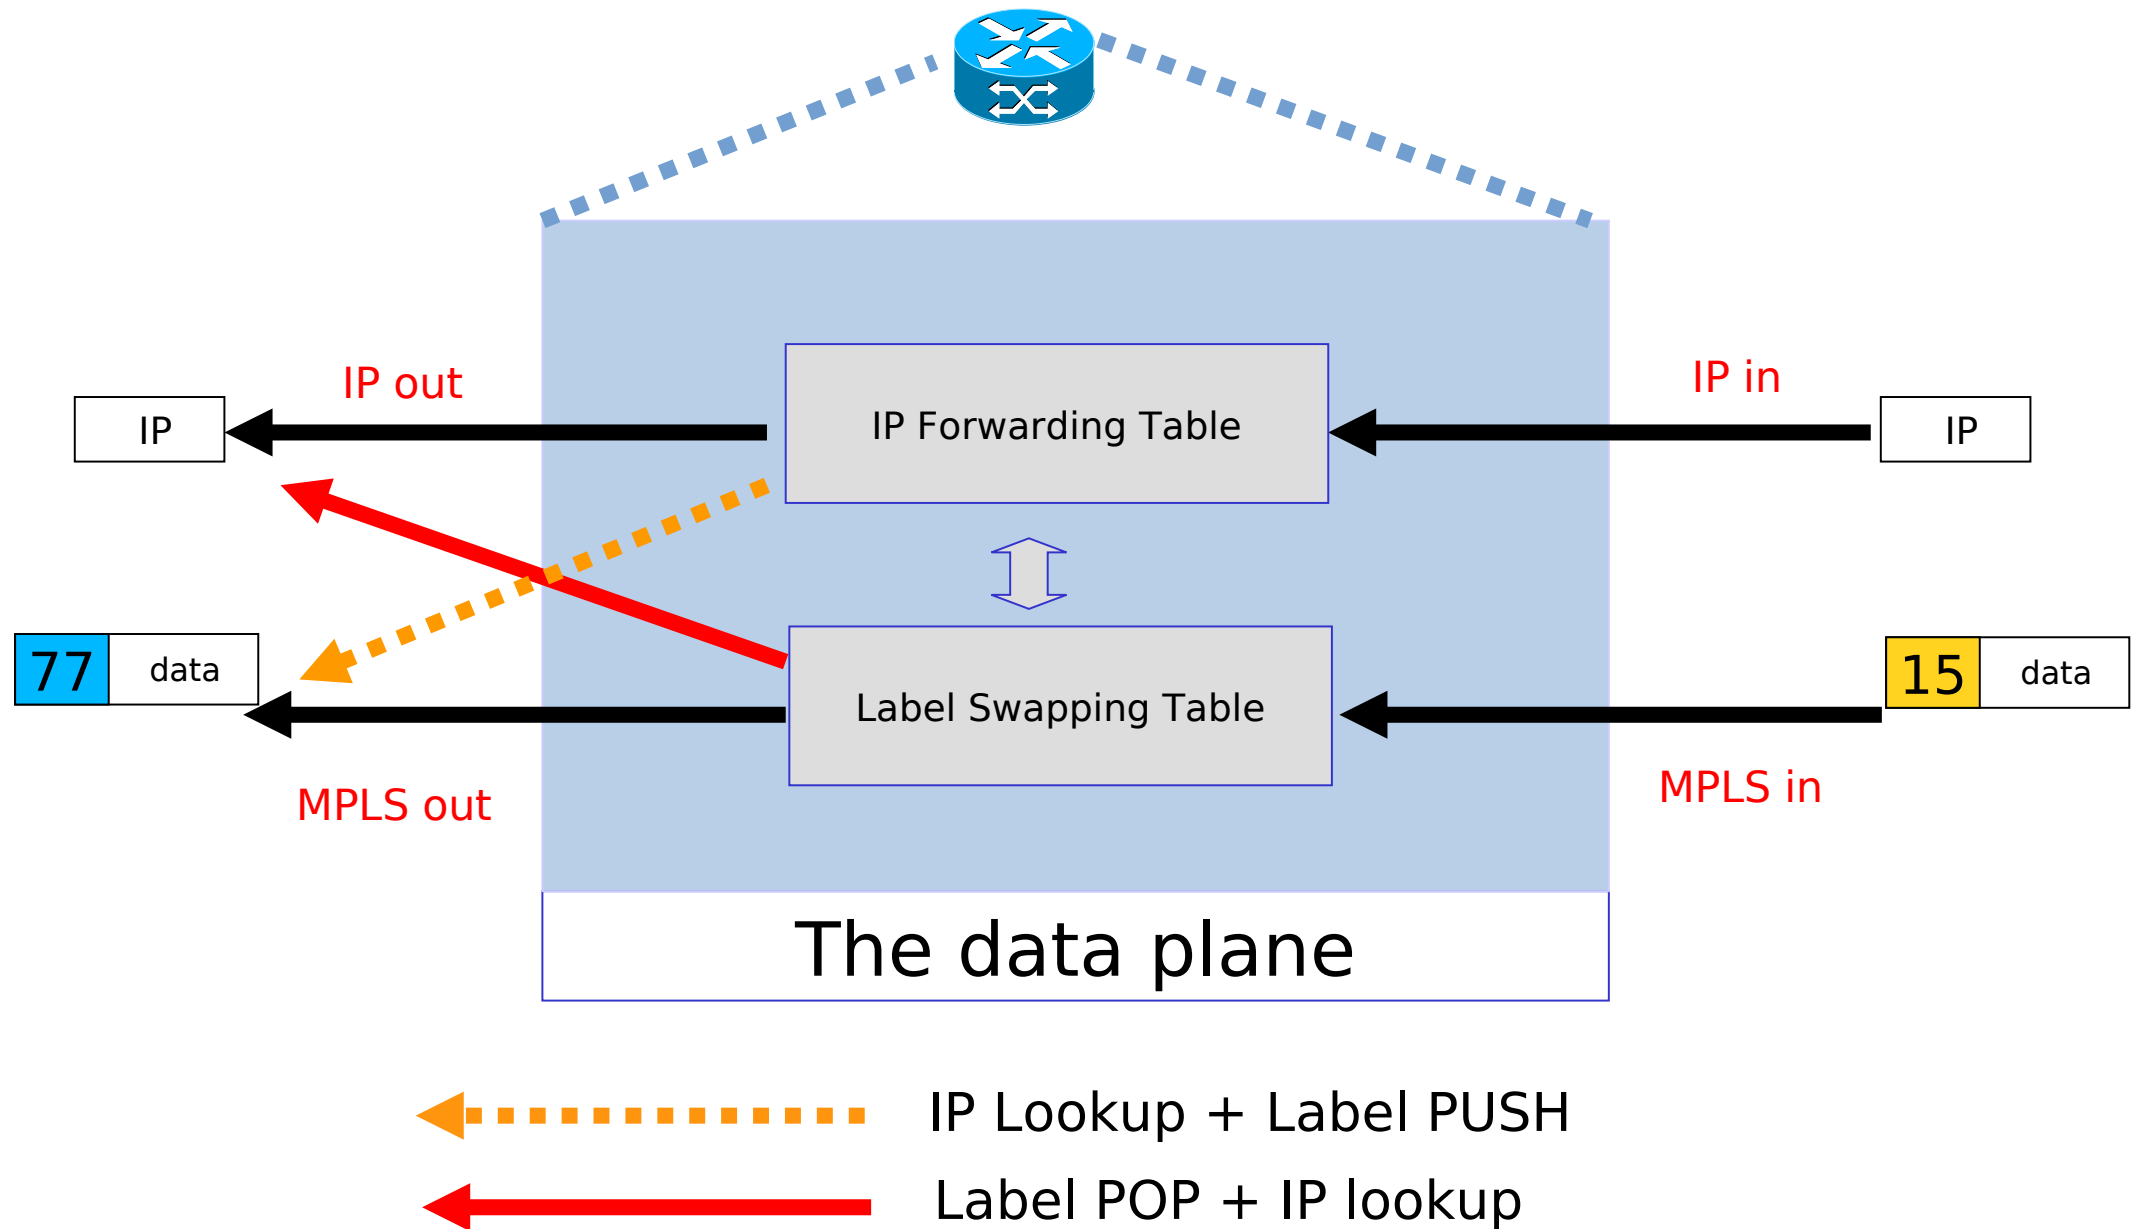 IP out
IP in
IP
IP Forwarding Table
IP
77
data
Label Swapping Table
15
data
MPLS out
MPLS in
The data plane
IP Lookup + Label PUSH
Label POP + IP lookup